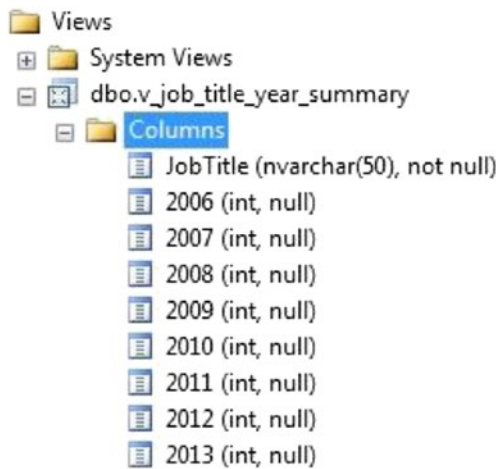 Views
System Views
dbo.v_job_title_year_summary
Columns
JobTitle (nvarchar(50), not null)
2006 (int, null)
2007 (int, null)
2008 (int, null)
2009 (int, null)
2010 (int, null)
2011 (int, null)
2012 (int, null)
2013 (int, null)